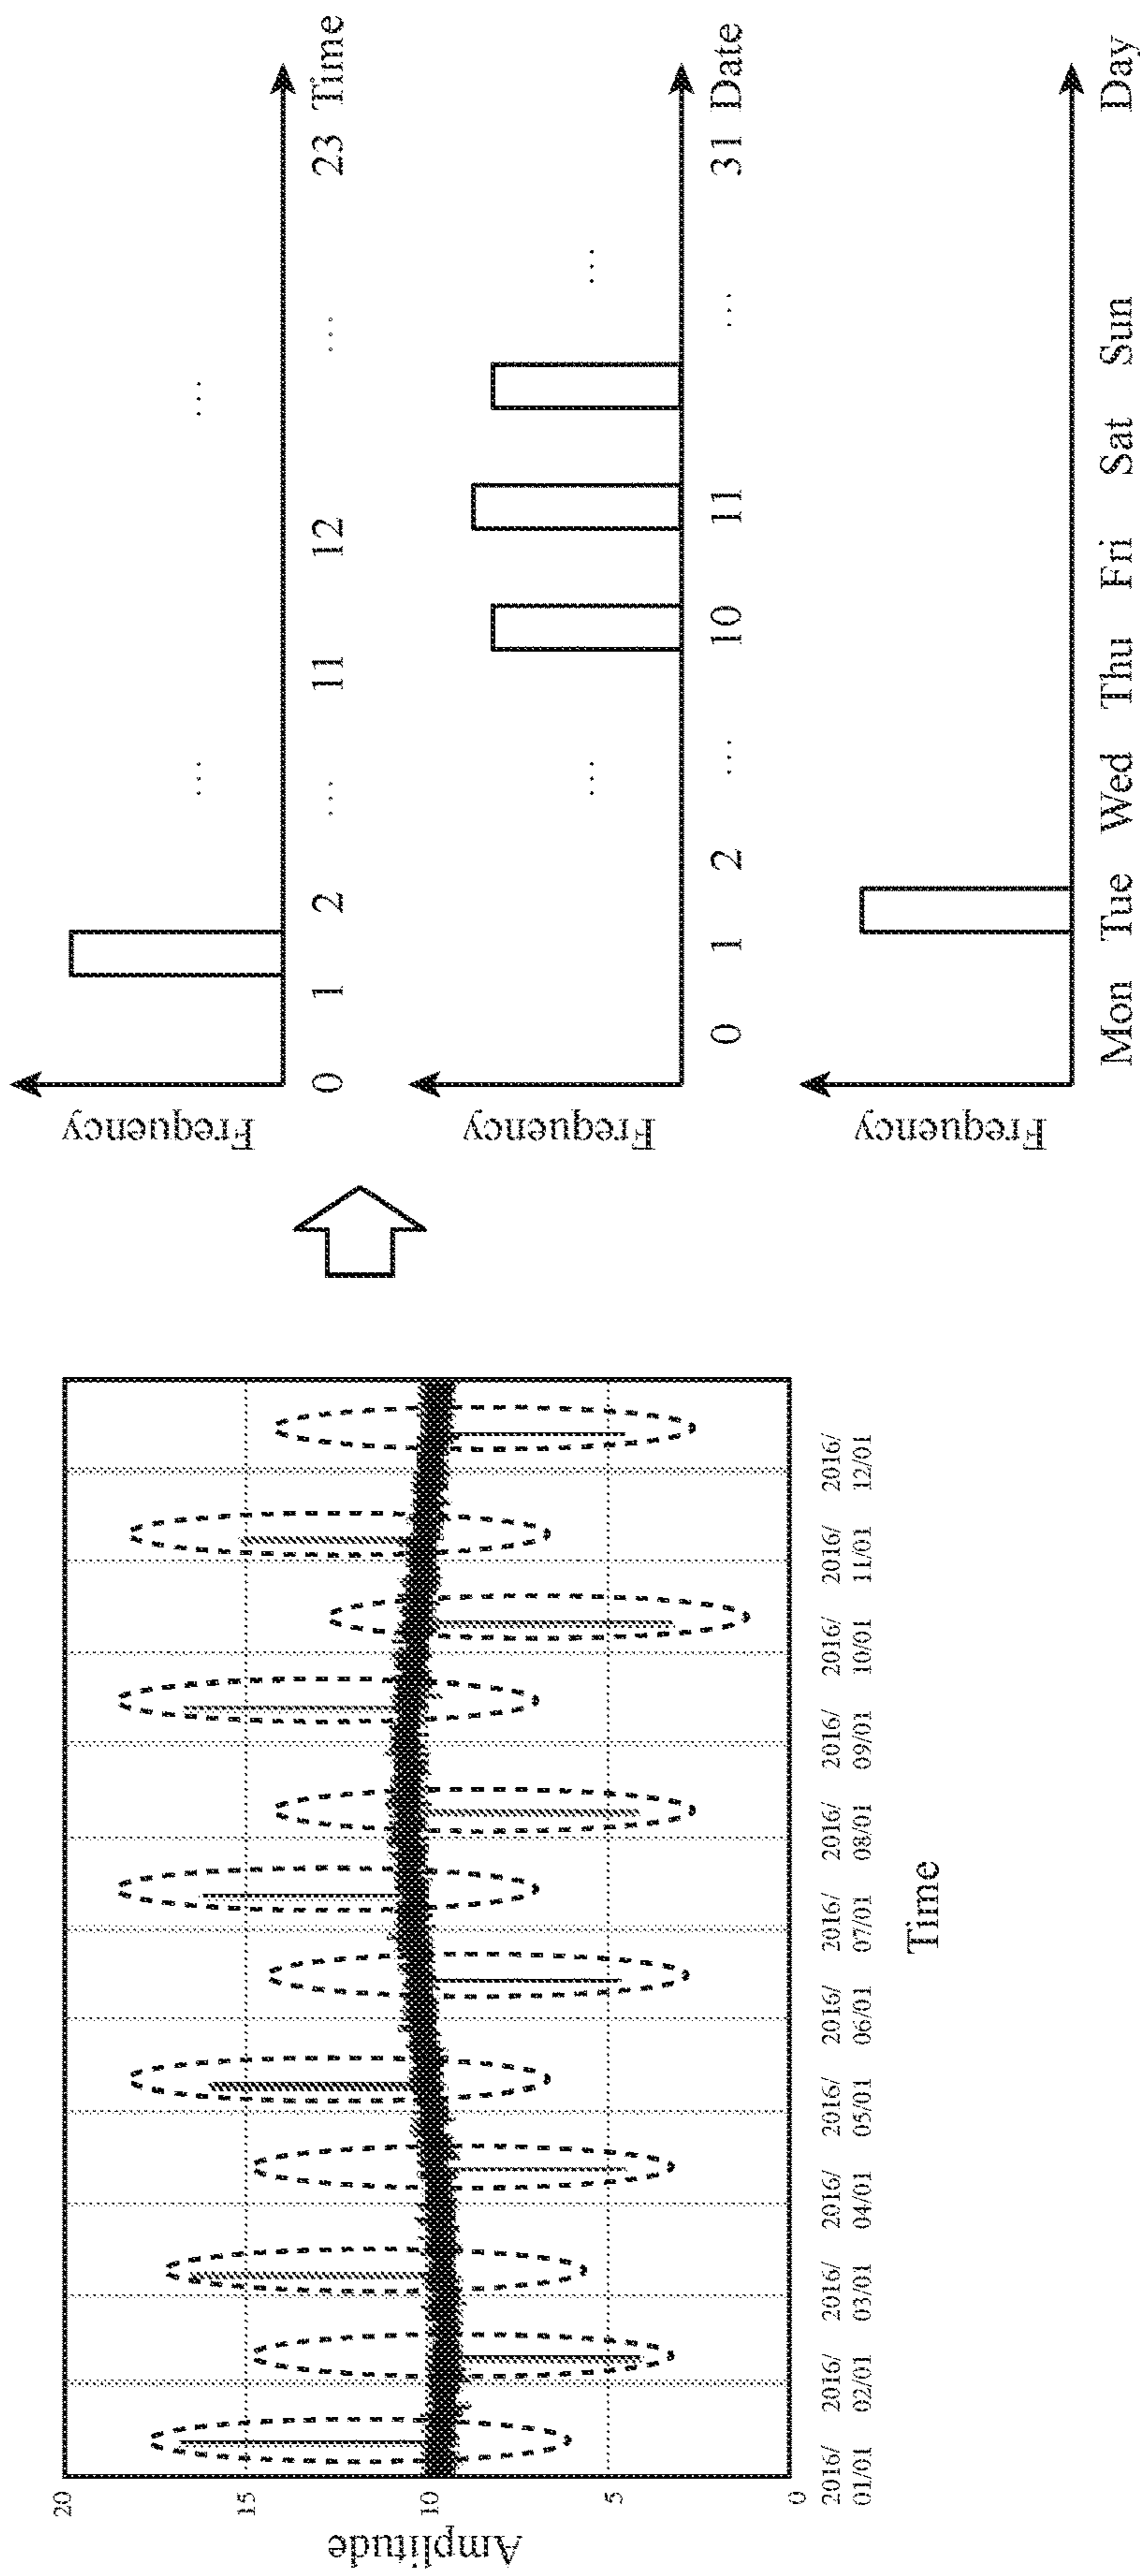 Amplitude
20
15
10
5
0
2016/ 2016/ 2016/ 2016/ 2016/ 2016/ 2016/ 2016/ 2016/ 2016/ 2016/ 2016/
01/01 02/01 03/01 04/01 05/01 06/01 07/01 08/01 09/01 10/01 11/01 12/01
Time
Frequency
...
...
0 1 2 ... 11 12 ... 23 Time
Frequency
...
...
0 1 2 ... 10 11 ... 31 Date
Frequency
Mon Tue Wed Thu Fri Sat Sun Day